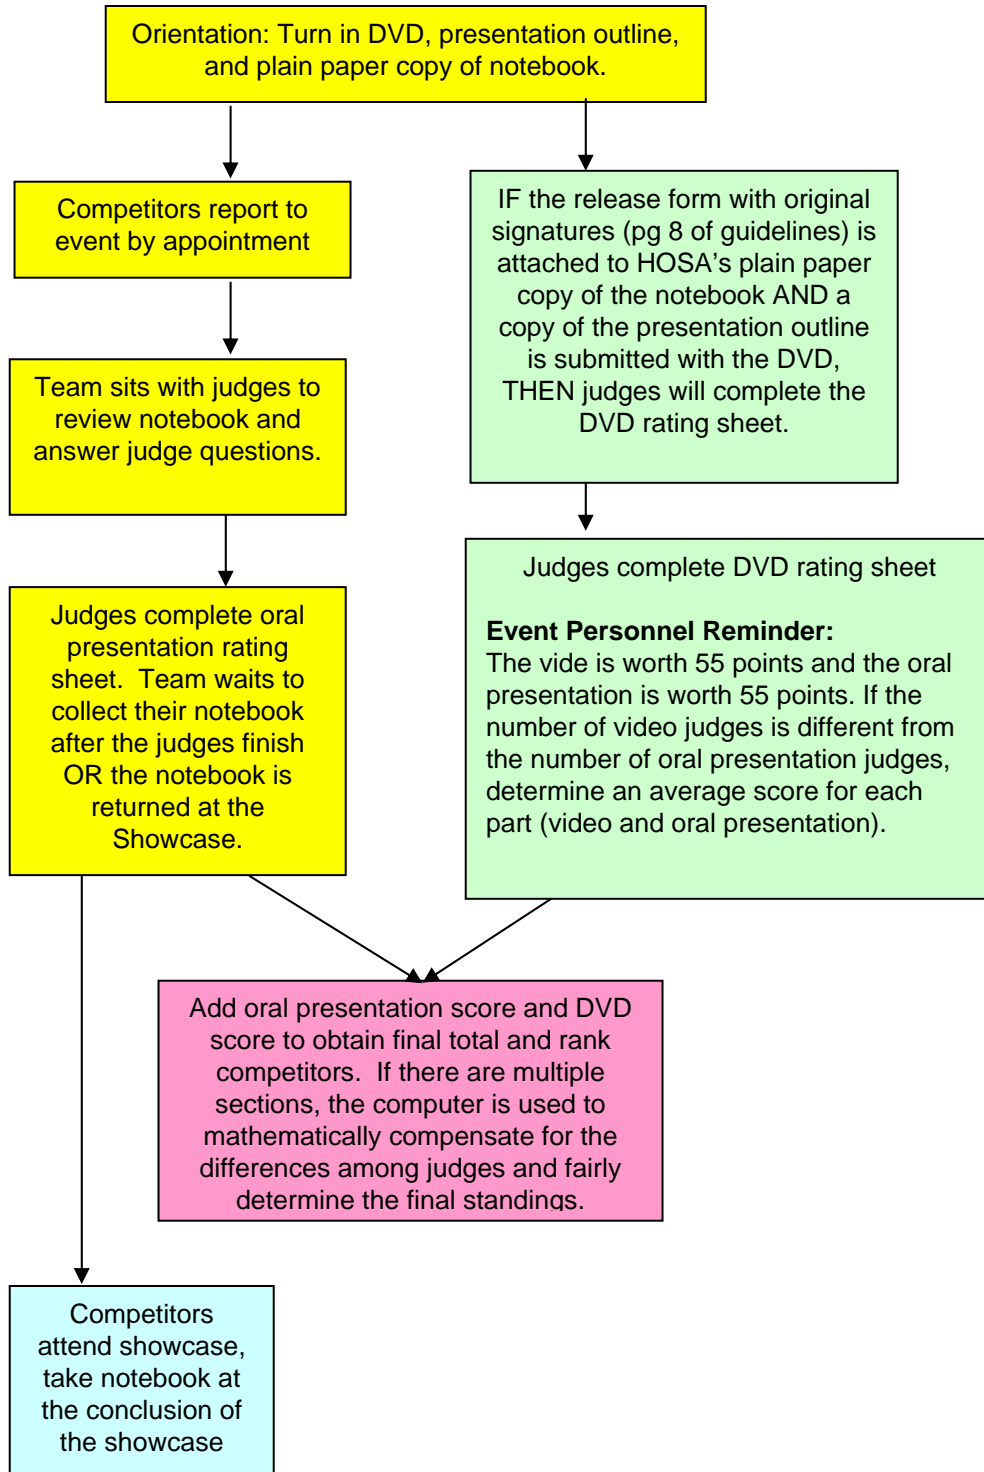 Orientation: Turn in DVD, presentation outline,
and plain paper copy of notebook.
Competitors report to
event by appointment
Team sits with judges to
review notebook and
answer judge questions.
Judges complete oral
presentation rating
sheet.  Team waits to
collect their notebook
after the judges finish
OR the notebook is
returned at the
Showcase.
IF the release form with original
signatures (pg 8 of guidelines) is
attached to HOSA's plain paper
copy of the notebook AND a
copy of the presentation outline
is submitted with the DVD,
THEN judges will complete the
DVD rating sheet.
Judges complete DVD rating sheet
Event Personnel Reminder:
The vide is worth 55 points and the oral
presentation is worth 55 points. If the
number of video judges is different from
the number of oral presentation judges,
determine an average score for each
part (video and oral presentation).
Add oral presentation score and DVD
score to obtain final total and rank
competitors.  If there are multiple
sections, the computer is used to
mathematically compensate for the
differences among judges and fairly
determine the final standings.
Competitors
attend showcase,
take notebook at
the conclusion of
the showcase